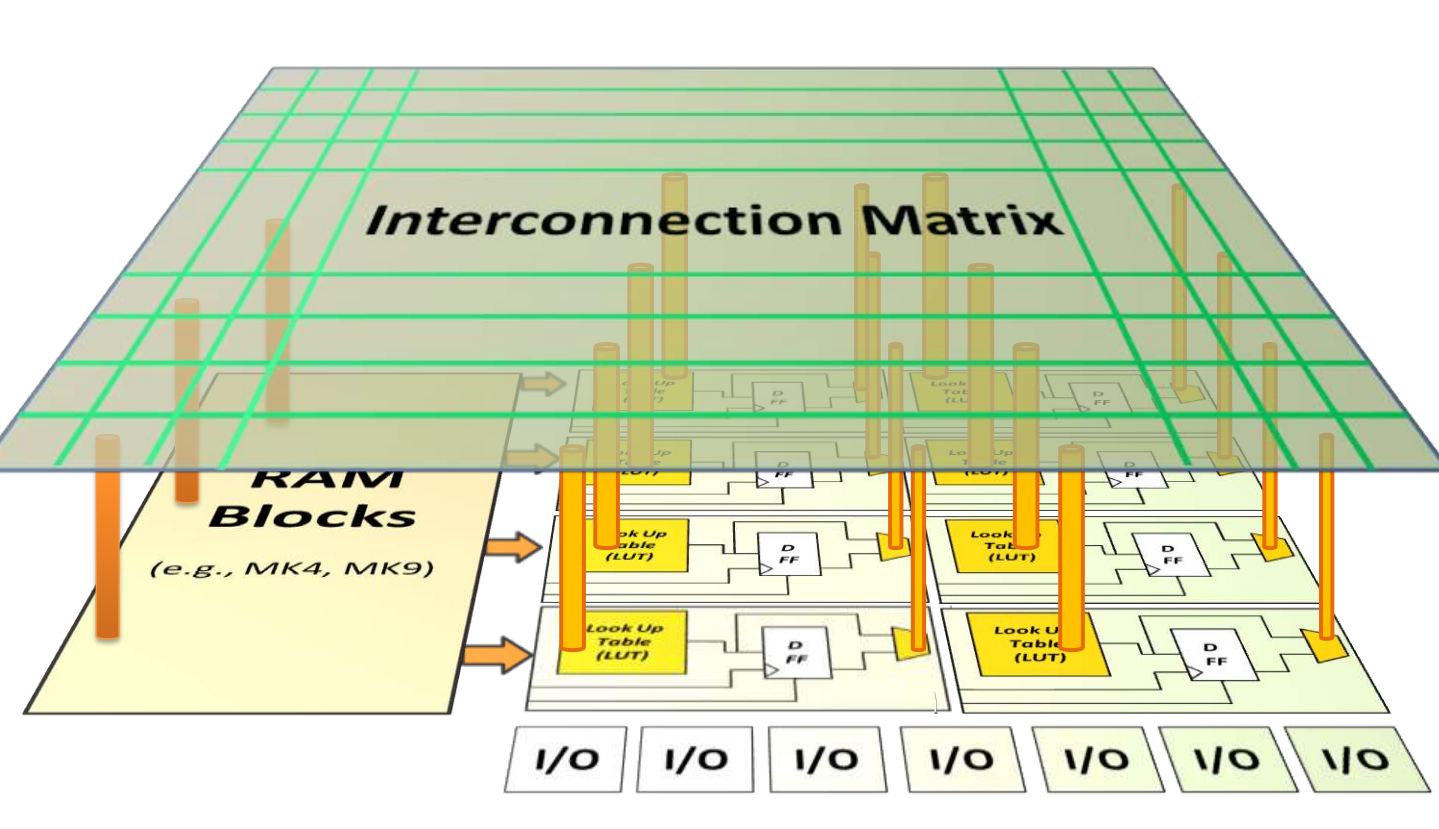 Interconnection Matrix
RAM
Blocks
(e.g., MK4, MK9)
Look Up
Table
(LUT)
D
FF
Look Up
Table
(LUT)
D
FF
Look Up
Table
(LUT)
D
FF
Look Up
Table
(LUT)
D
FF
Look Up
Table
(LUT)
D
FF
Look Up
Table
(LUT)
D
FF
Look Up
Table
(LUT)
D
FF
Look Up
Table
(LUT)
D
FF
I/O
I/O
I/O
I/O
I/O
I/O
I/O